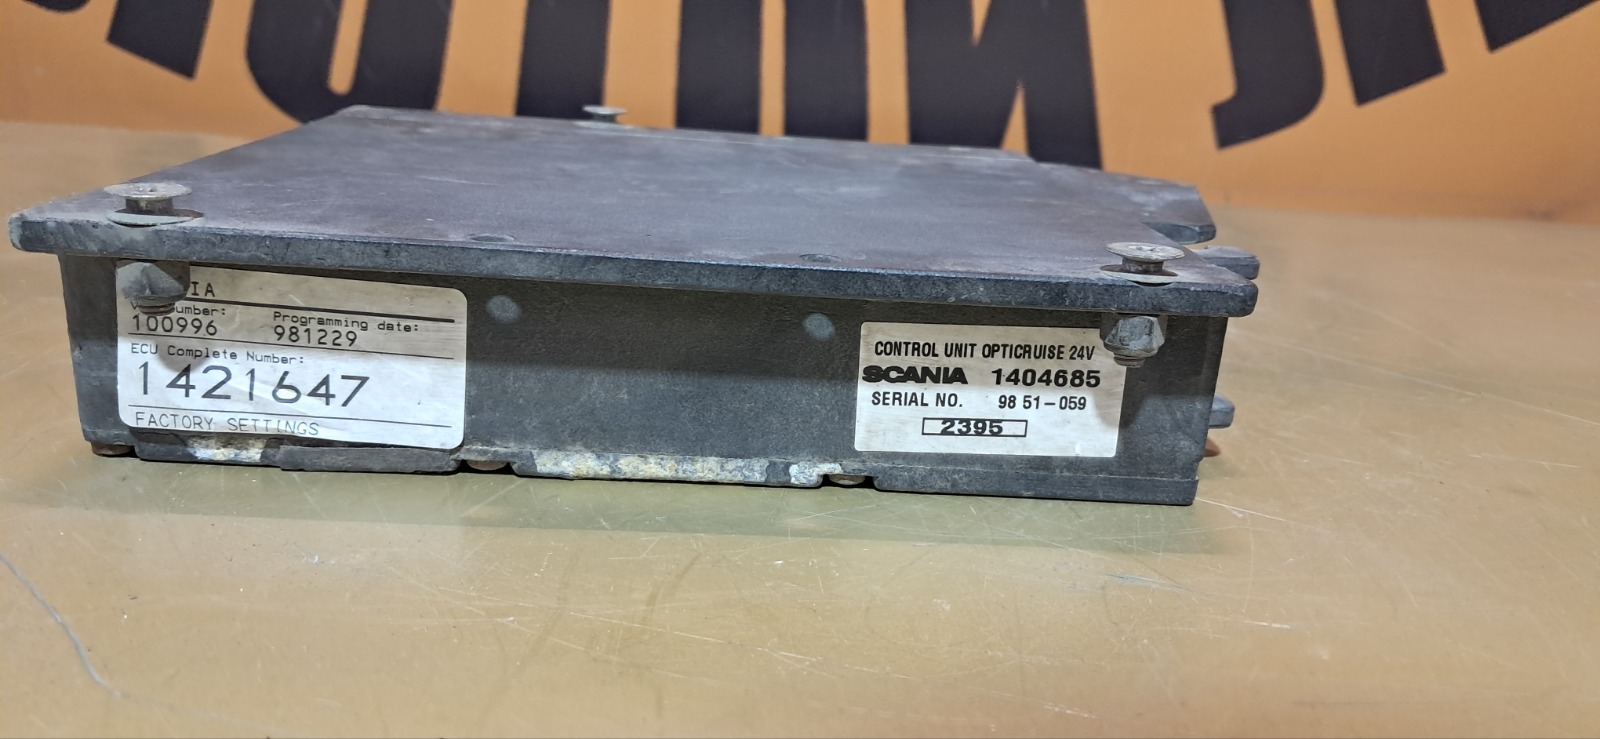 IA
umber: Programming date:
100996 981229
ECU Complete Number:
1421647
FACTORY SETTINGS
CONTROL UNIT OPTICRUISE 24V
SCANIA 1404685
SERIAL NO. 98 51-059
2395